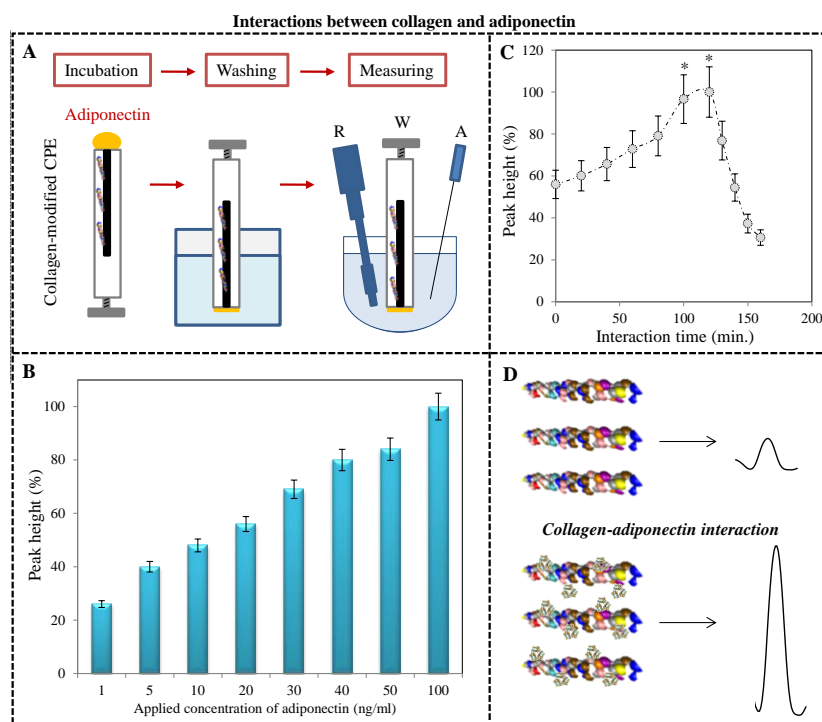 Interactions between collagen and adiponectin
A
Incubation
Washing
Measuring
Adiponectin
Collagen-modified CPE
R
W
A
B
Peak height (%)
100
80
60
40
20
0
1 5 10 20 30 40 50 100
Applied concentration of adiponectin (ng/ml)
C
Peak height (%)
120
100
80
60
40
20
0
* *
0 50 100 150 200
Interaction time (min.)
D
Collagen-adiponectin interaction